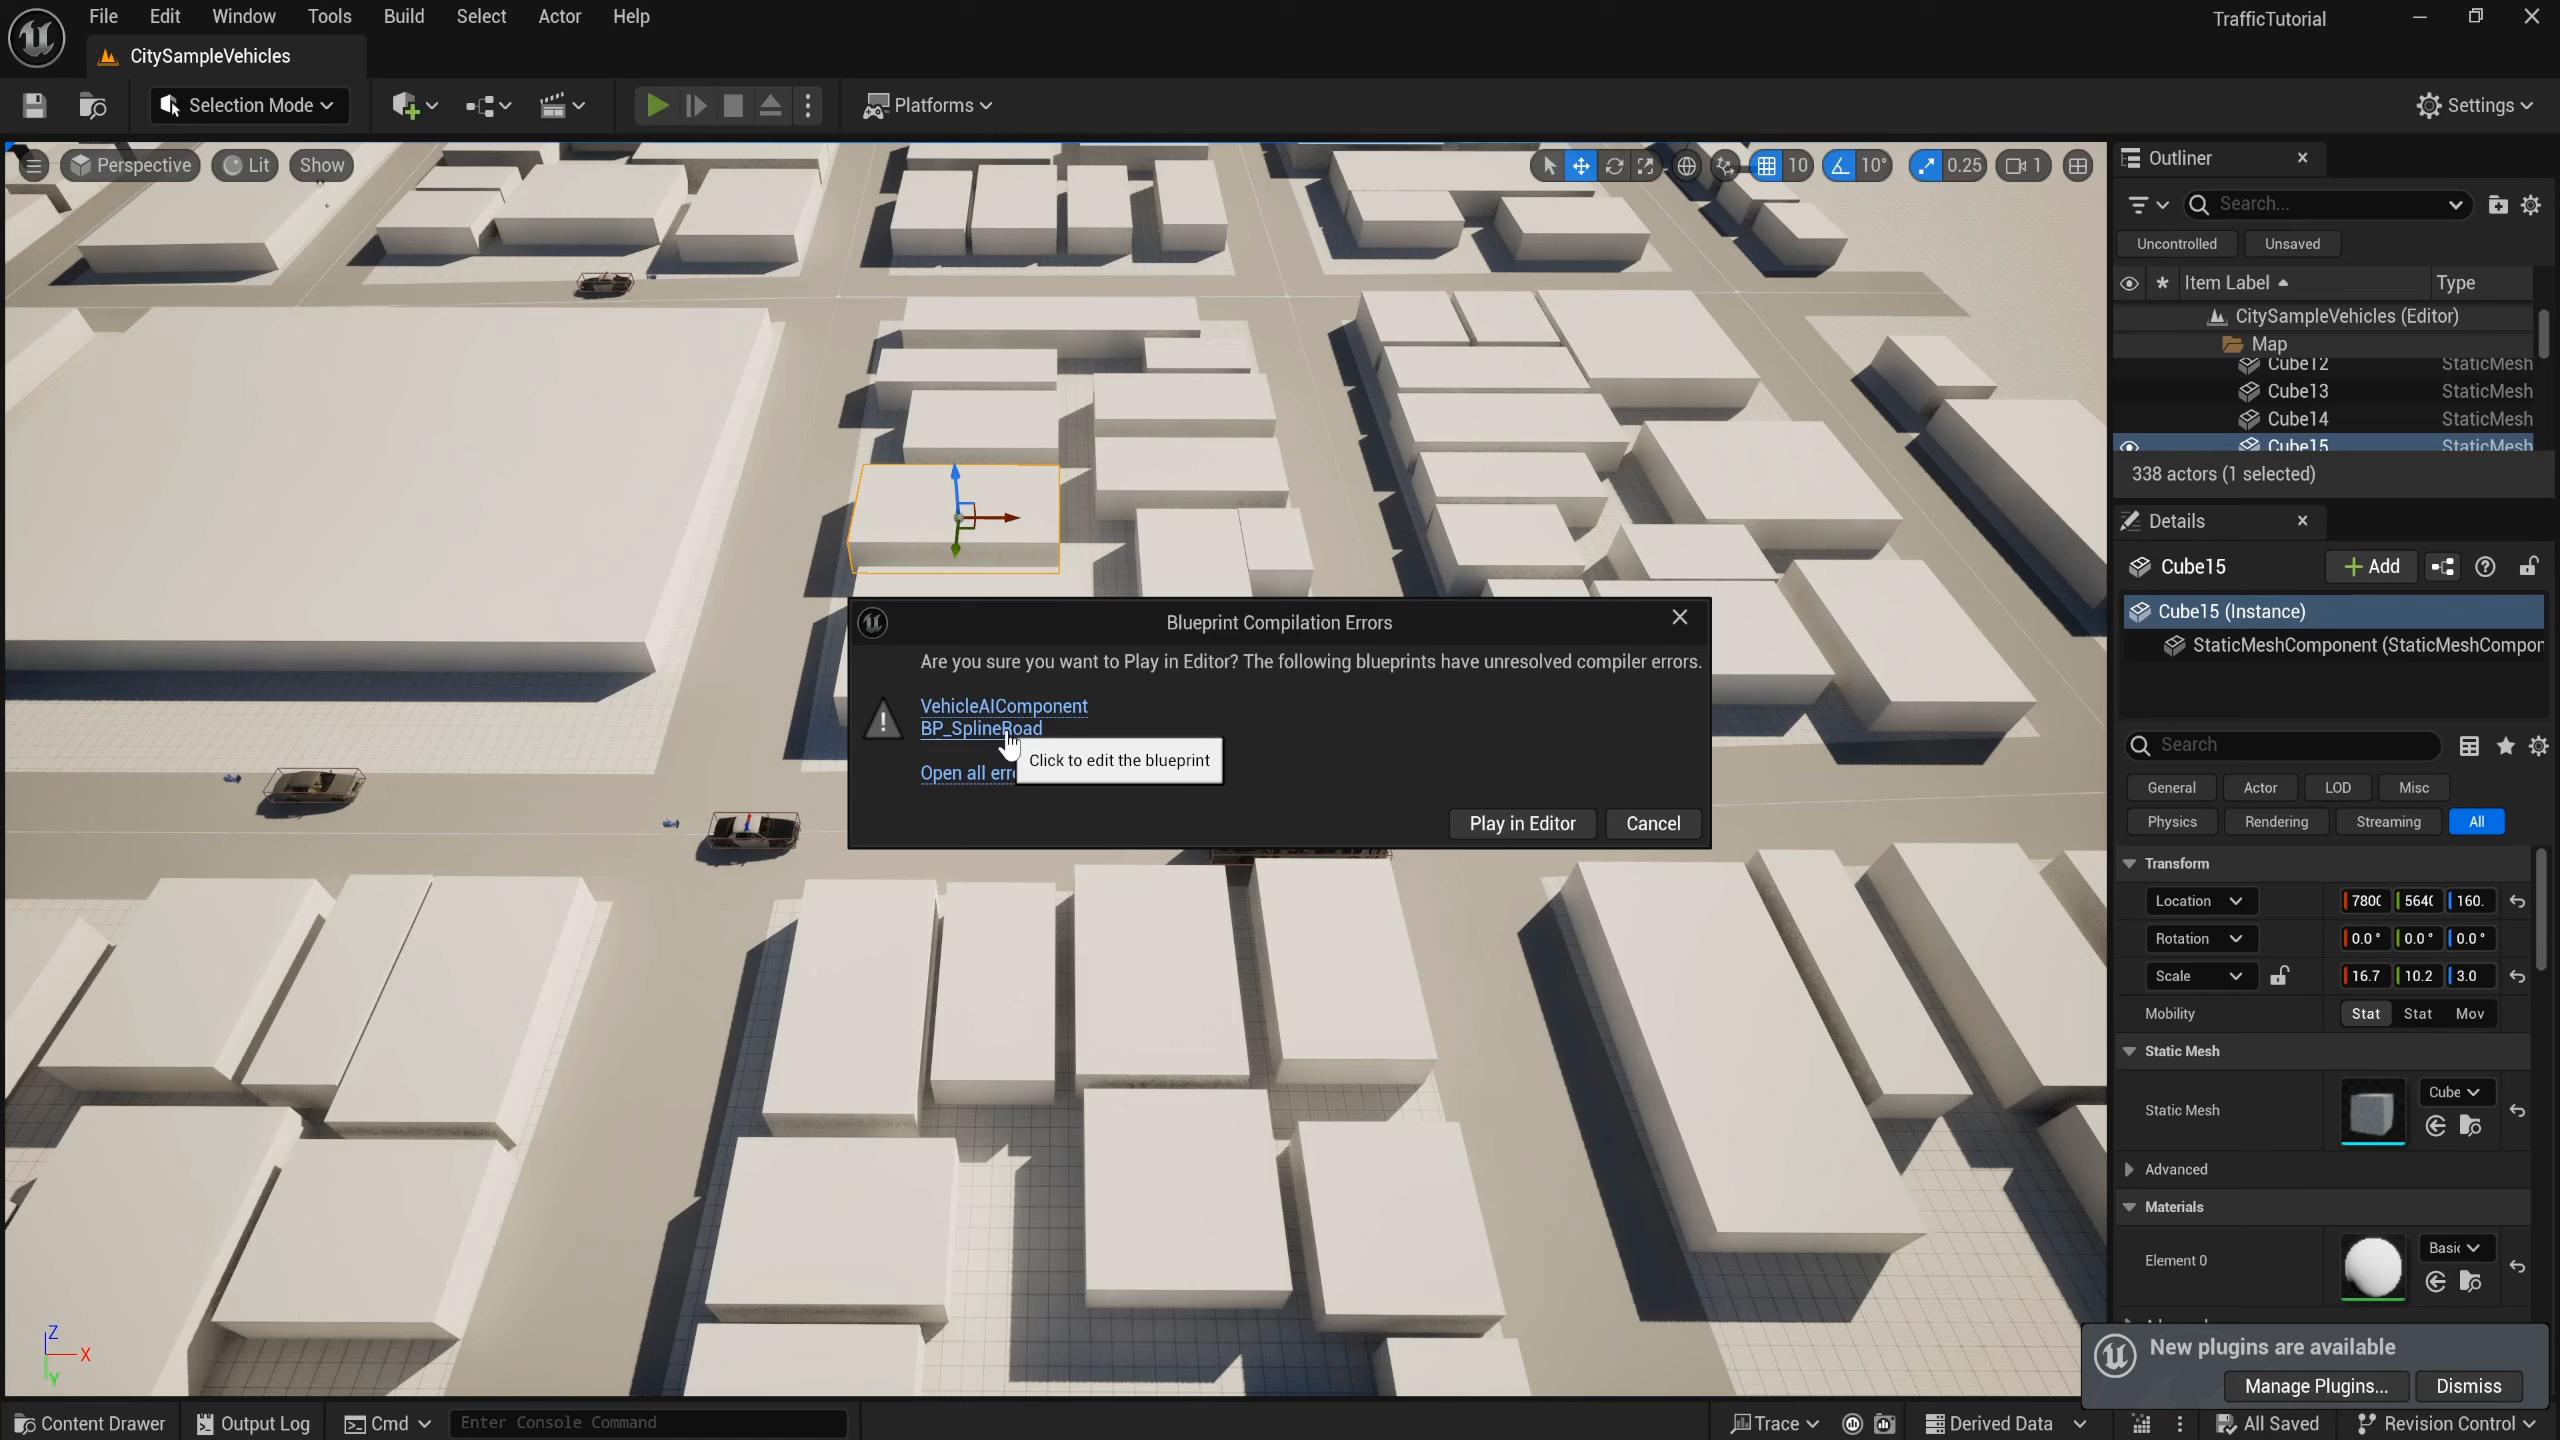 File Edit Window Tools Build Select Actor Help
TrafficTutorial
CitySampleVehicles
Selection Mode
Platforms
Settings
Perspective Lit Show
10 10° 0.25 1
Outliner
Search...
Uncontrolled Unsaved
Item Label Type
CitySampleVehicles (Editor)
Map
Cube12 StaticMesh
Cube13 StaticMesh
Cube14 StaticMesh
Cube15 StaticMesh
338 actors (1 selected)
Details
Cube15
Add
Cube15 (Instance)
StaticMeshComponent (StaticMeshCompon
Search
General Actor LOD Misc
Physics Rendering Streaming All
Transform
Location 780 564 160.
Rotation 0.0° 0.0° 0.0°
Scale 16.7 10.2 3.0
Mobility Stat Stat Mov
Static Mesh
Static Mesh Cube
Advanced
Materials
Element 0 Basic
Blueprint Compilation Errors
Are you sure you want to Play in Editor? The following blueprints have unresolved compiler errors.
VehicleAIComponent
BP_SplineRoad
Click to edit the blueprint
Open all err
Play in Editor Cancel
Z
X
Y
New plugins are available
Manage Plugins... Dismiss
Content Drawer Output Log Cmd Enter Console Command
Trace Derived Data All Saved Revision Control